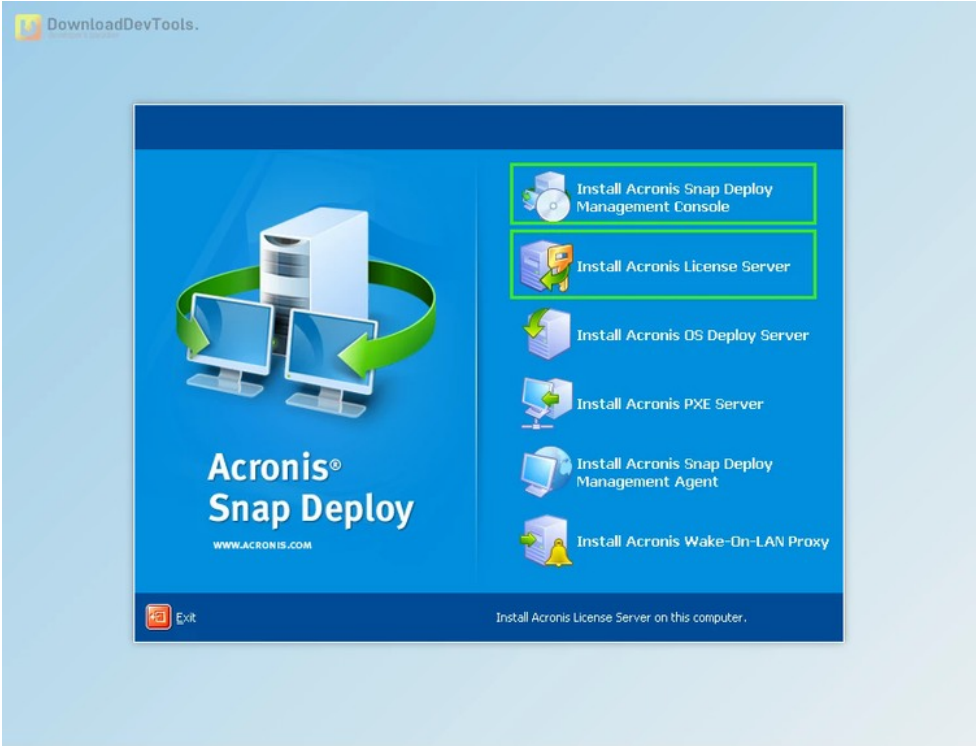 DownloadDevTools.
Install Acronis Snap Deploy
Management Console
Install Acronis License Server
Install Acronis OS Deploy Server
Install Acronis PXE Server
Install Acronis Snap Deploy
Management Agent
Install Acronis Wake-On-LAN Proxy
Acronis®
Snap Deploy
WWW.ACRONIS.COM
Exit
Install Acronis License Server on this computer.